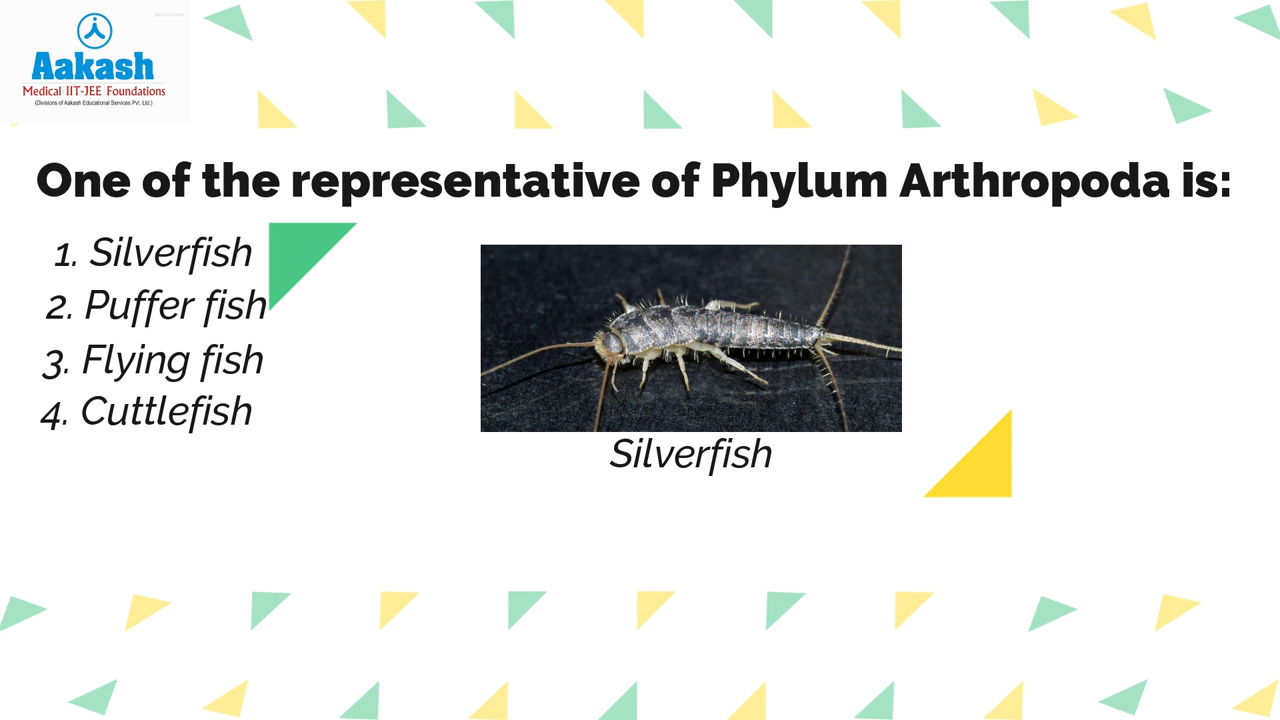 Aakash
Medical IIT-JEE Foundations
(Divisions of Aakash Educational Services Pvt. Ltd.)
One of the representative of Phylum Arthropoda is:
1. Silverfish
2. Puffer fish
3. Flying fish
4. Cuttlefish
Silverfish